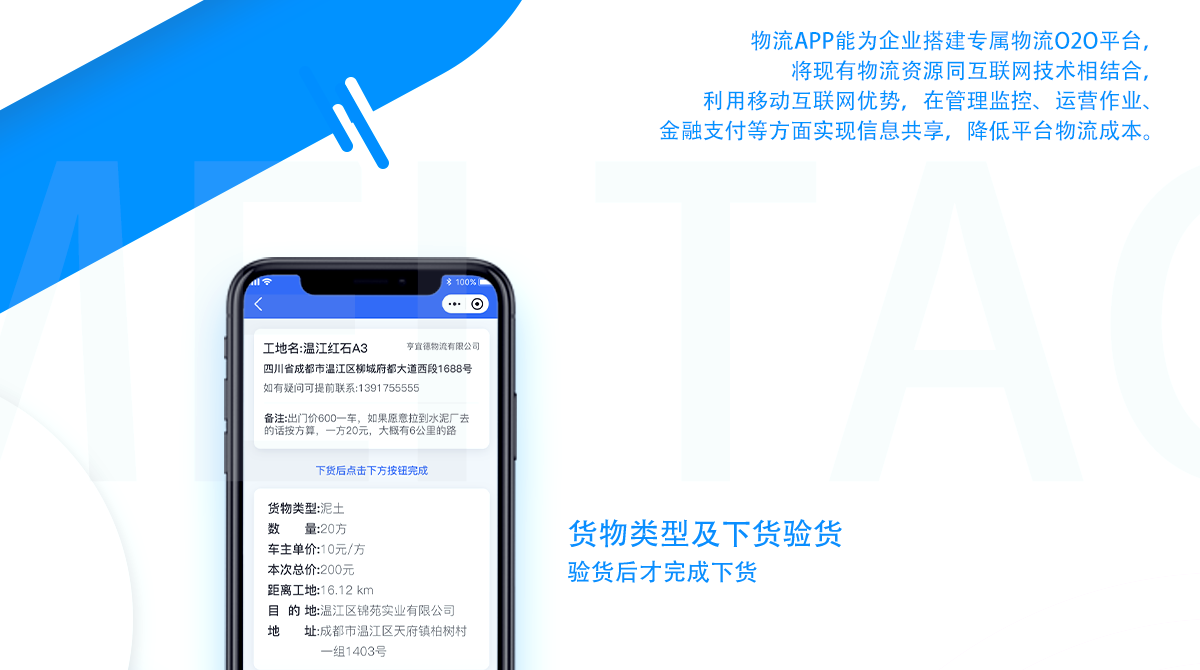 物流APP能为企业搭建专属物流O2O平台,
将现有物流资源同互联网技术相结合,
利用移动互联网优势, 在管理监控、运营作业、
金融支付等方面实现信息共享, 降低平台物流成本。
MEI TAO
100%
工地名:温江红石A3 亨宜德物流有限公司
四川省成都市温江区柳城府都大道西段1688号
如有疑问可提前联系:1391755555
备注:出门价600一车, 如果愿意拉到水泥厂去
的话按方算, 一方20元, 大概有6公里的路
下货后点击下方按钮完成
货物类型:泥土
数 量:20方
车主单价:10元/方
本次总价:200元
距离工地:16.12 km
目 的 地:温江区锦苑实业有限公司
地 址:成都市温江区天府镇柏树村
一组1403号
货物类型及下货验货
验货后才完成下货